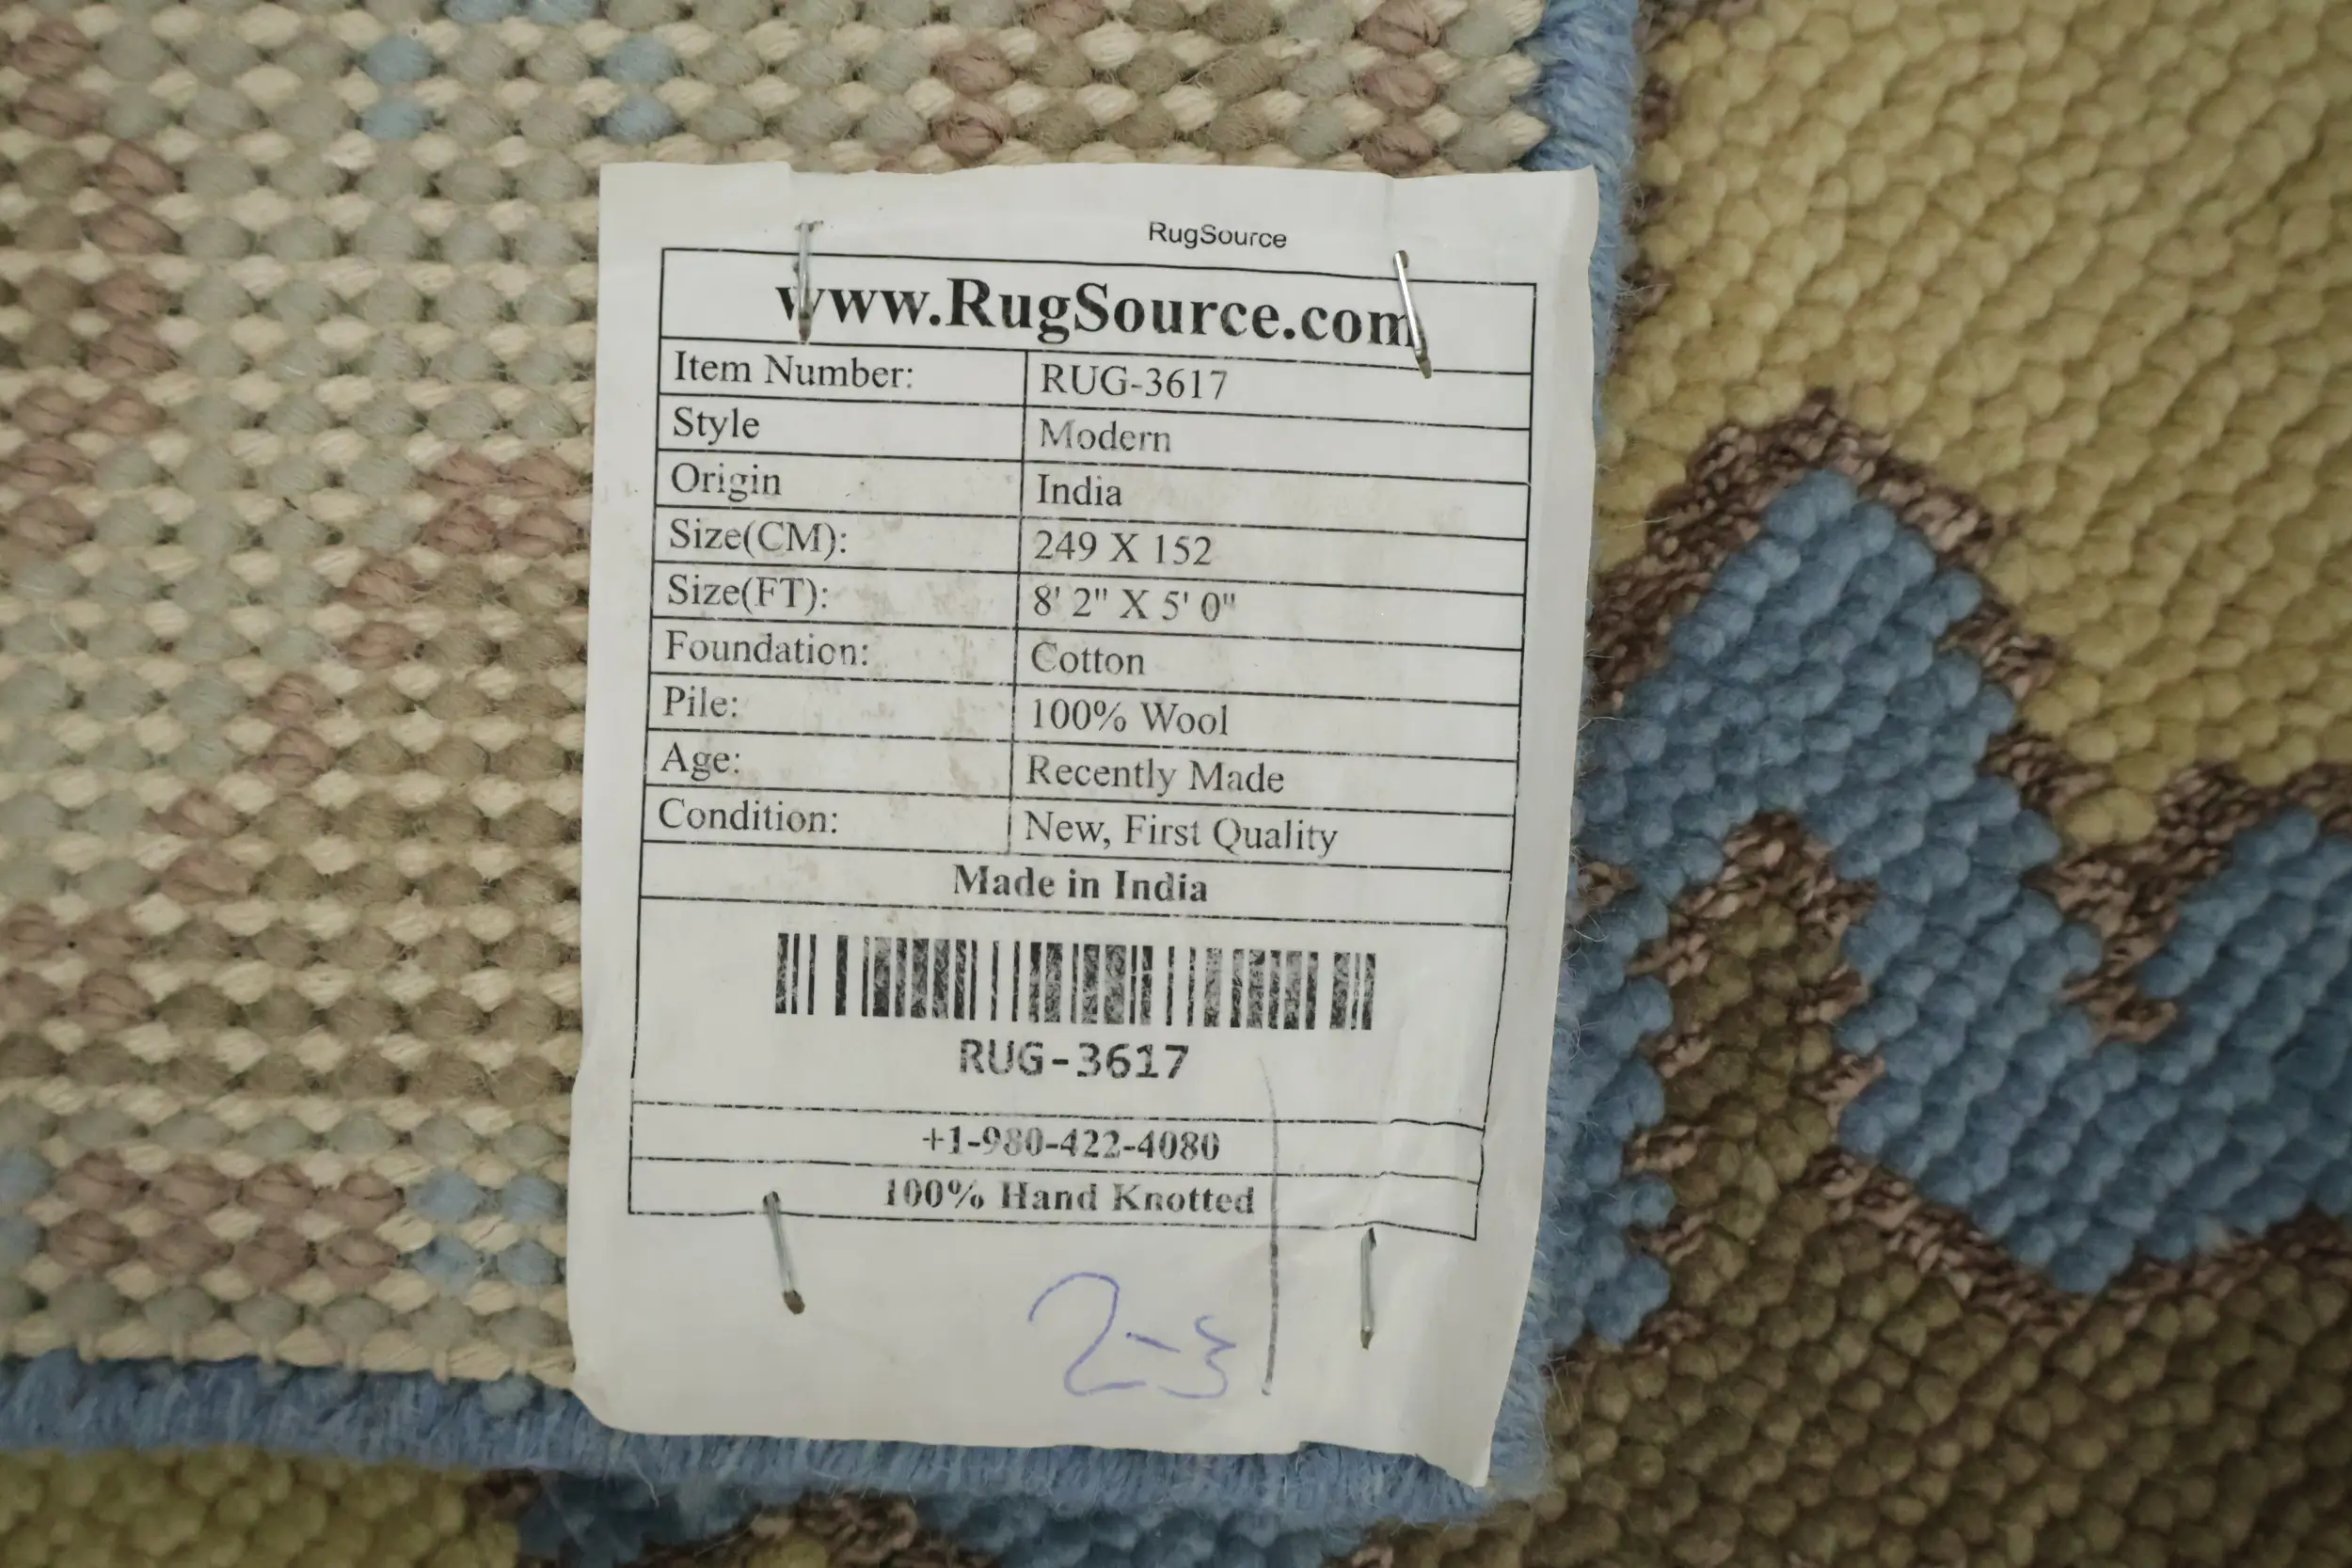 RugSource
www.RugSource.com
Item Number: RUG-3617
Style Modern
Origin India
Size(CM): 249 X 152
Size(FT): 8' 2" X 5' 0"
Foundation: Cotton
Pile: 100% Wool
Age: Recently Made
Condition: New, First Quality
Made in India
RUG-3617
+1-980-422-4080
100% Hand Knotted
2-3